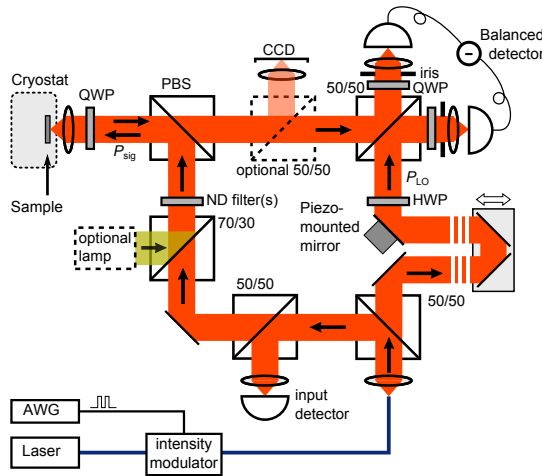 Balanced
detector
CCD
Cryostat
QWP
PBS
50/50
iris
QWP
P_sig
optional 50/50
P_LO
Sample
ND filter(s)
HWP
70/30
Piezo-
mounted
mirror
optional
lamp
50/50
50/50
input
detector
AWG
Laser
intensity
modulator